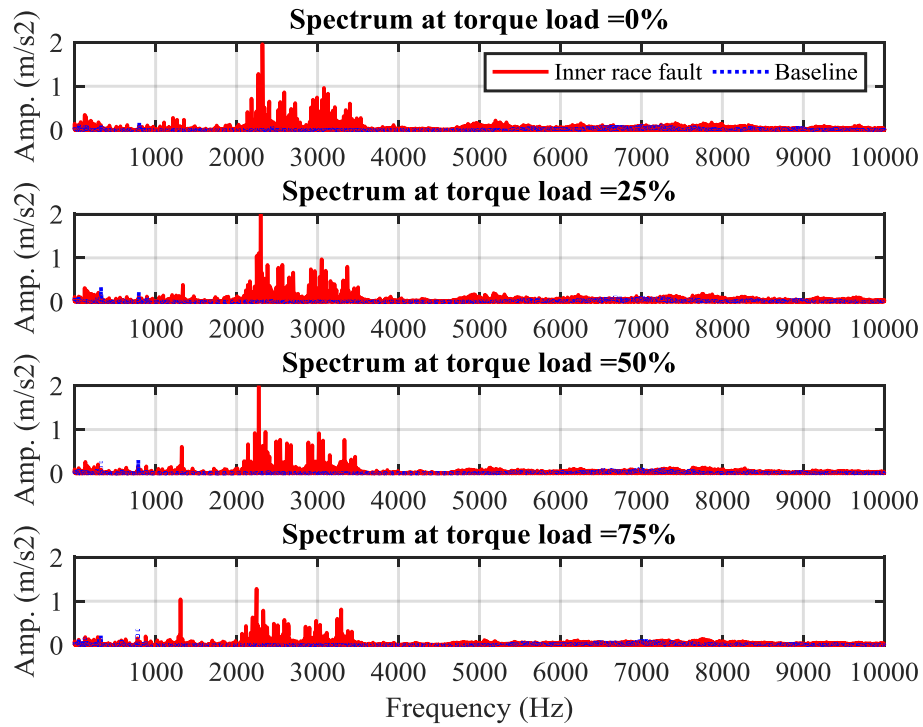 Spectrum at torque load =0%
Amp. (m/s2)
2
1
0
Inner race fault Baseline
1000 2000 3000 4000 5000 6000 7000 8000 9000 10000
Spectrum at torque load =25%
Amp. (m/s2)
2
1
0
1000 2000 3000 4000 5000 6000 7000 8000 9000 10000
Spectrum at torque load =50%
Amp. (m/s2)
2
1
0
1000 2000 3000 4000 5000 6000 7000 8000 9000 10000
Spectrum at torque load =75%
Amp. (m/s2)
2
1
0
1000 2000 3000 4000 5000 6000 7000 8000 9000 10000
Frequency (Hz)